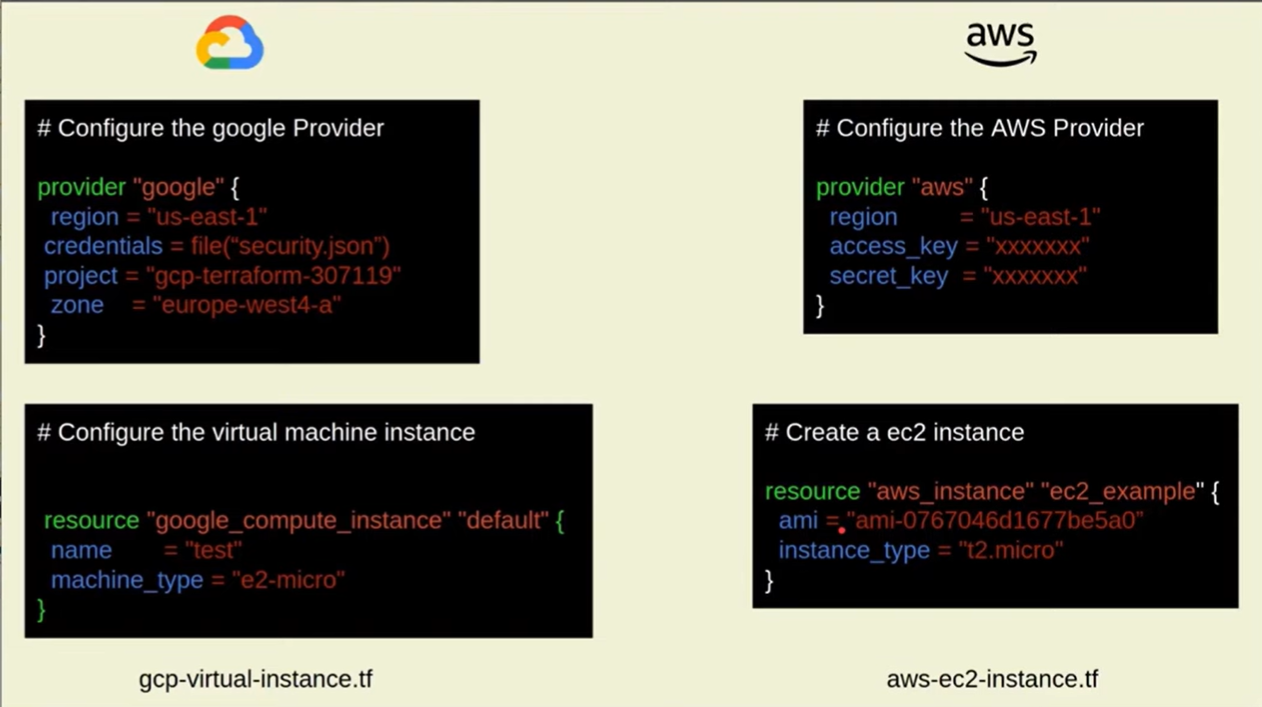 aws
# Configure the google Provider
provider "google" {
region = "us-east-1"
credentials = file(“security.json”)
project = "gcp-terraform-307119"
zone = "europe-west4-a"
}
# Configure the AWS Provider
provider "aws" {
region = "us-east-1"
access_key = "xxxxxxx"
secret_key = "xxxxxxx"
}
# Configure the virtual machine instance
resource "google_compute_instance" "default" {
name = "test"
machine_type = "e2-micro"
}
# Create a ec2 instance
resource "aws_instance" "ec2_example" {
ami = "ami-0767046d1677be5a0”
instance_type = "t2.micro"
}
gcp-virtual-instance.tf
aws-ec2-instance.tf